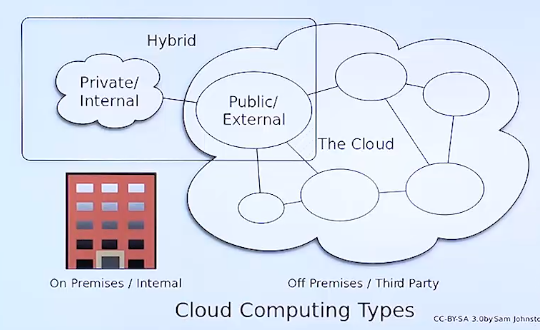 Hybrid
Private/
Internal
Public/
External
The Cloud
On Premises / Internal
Off Premises / Third Party
Cloud Computing Types
CC-BY-SA 3.0 by Sam